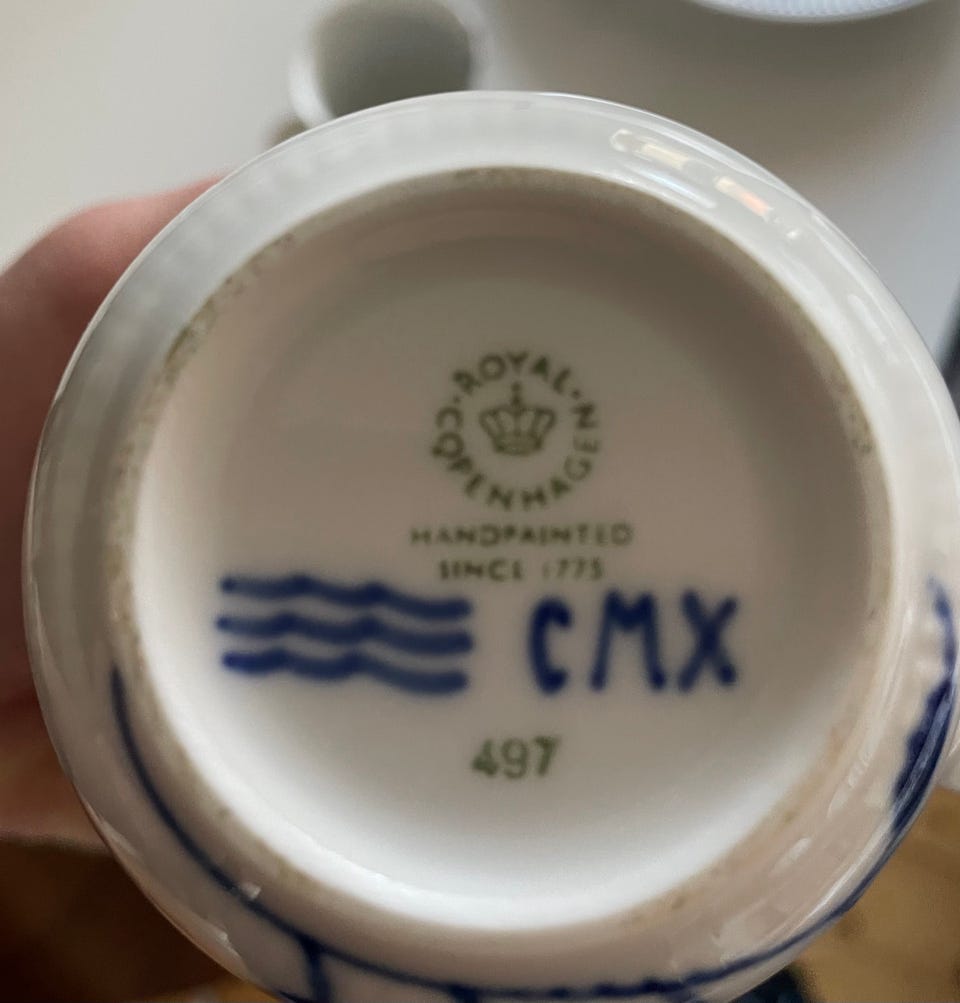 ROYAL · COPENHAGEN ·
HANDPAINTED
SINCE 1775
CMX
497